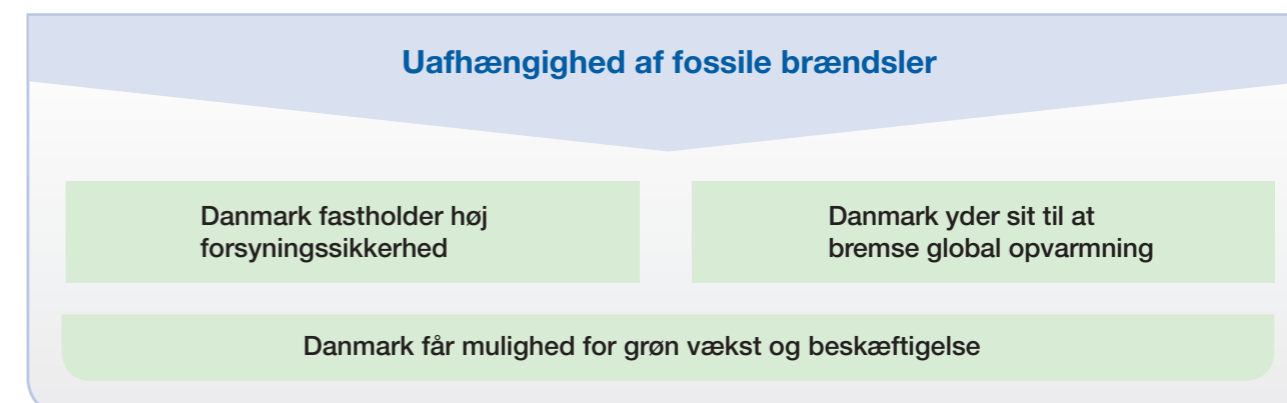 Uafhængighed af fossile brændsler
Danmark fastholder høj
forsyningssikkerhed
Danmark yder sit til at
bremse global opvarmning
Danmark får mulighed for grøn vækst og beskæftigelse